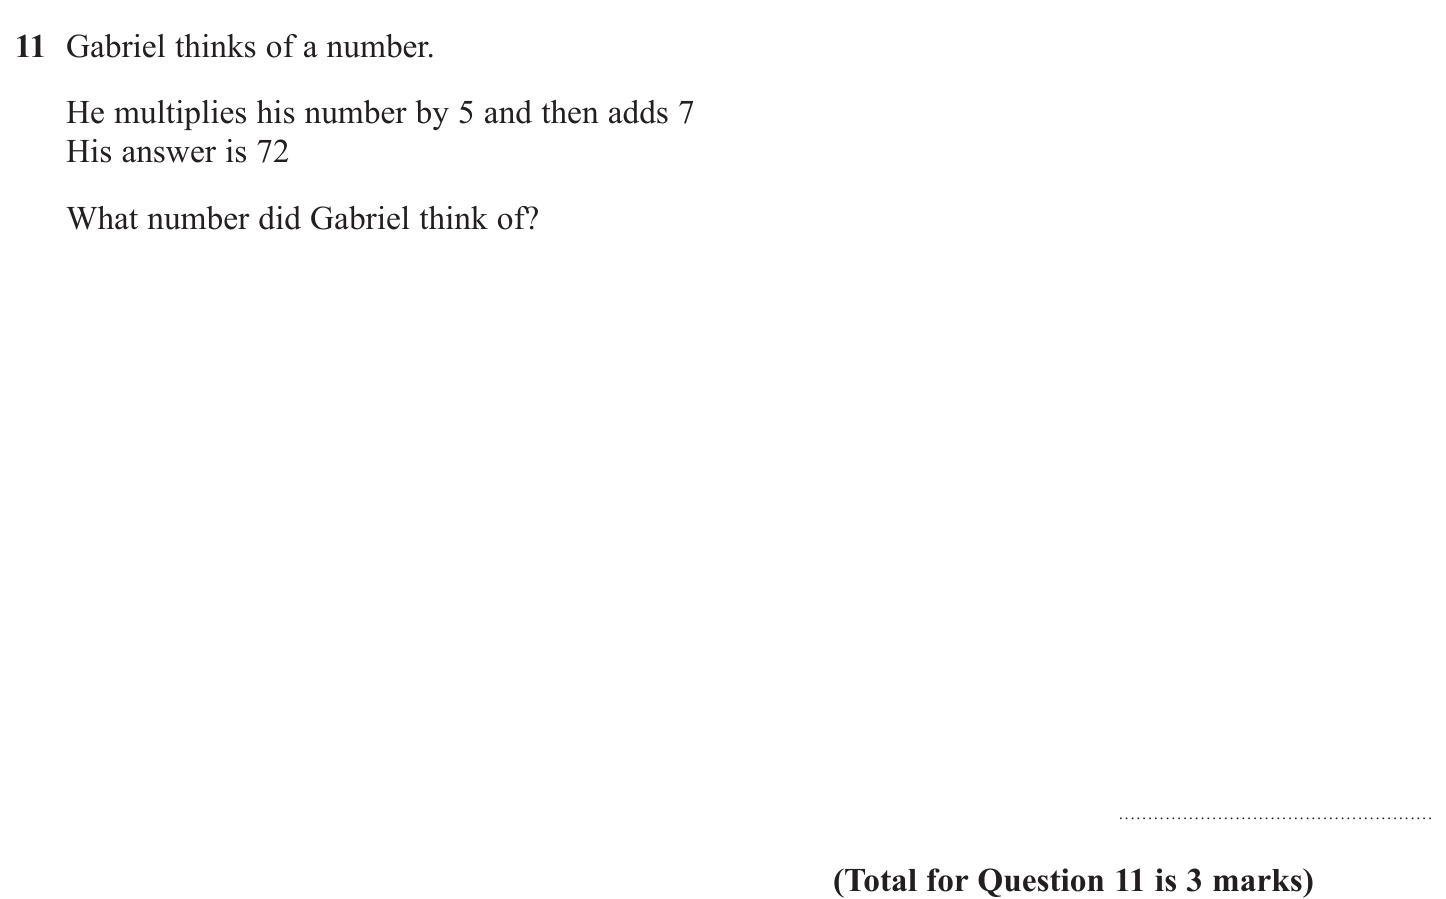 11 Gabriel thinks of a number.
He multiplies his number by 5 and then adds 7
His answer is 72
What number did Gabriel think of?
(Total for Question 11 is 3 marks)